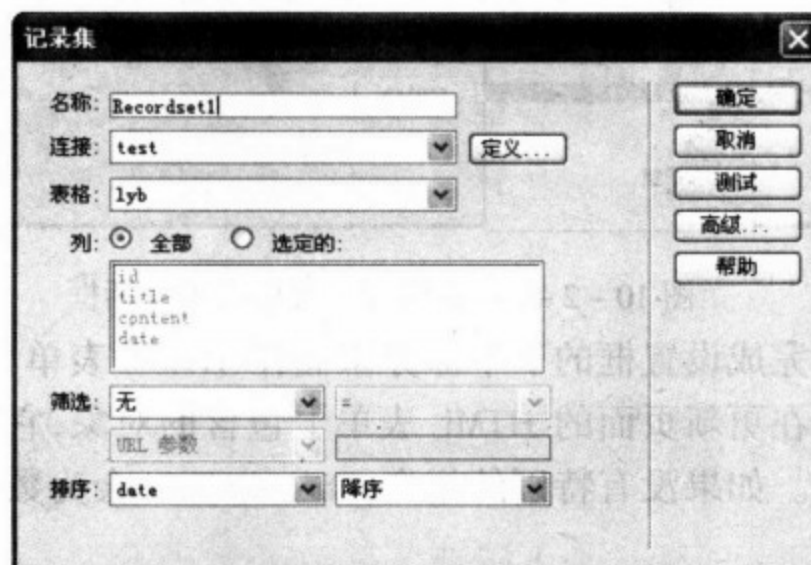 记录集
名称: Recordset1
连接: test 定义...
表格: lyb
列: 全部 选定的:
id
title
content
date
筛选: 无 =
URL 参数
排序: date 降序
确定
取消
测试
高级...
帮助